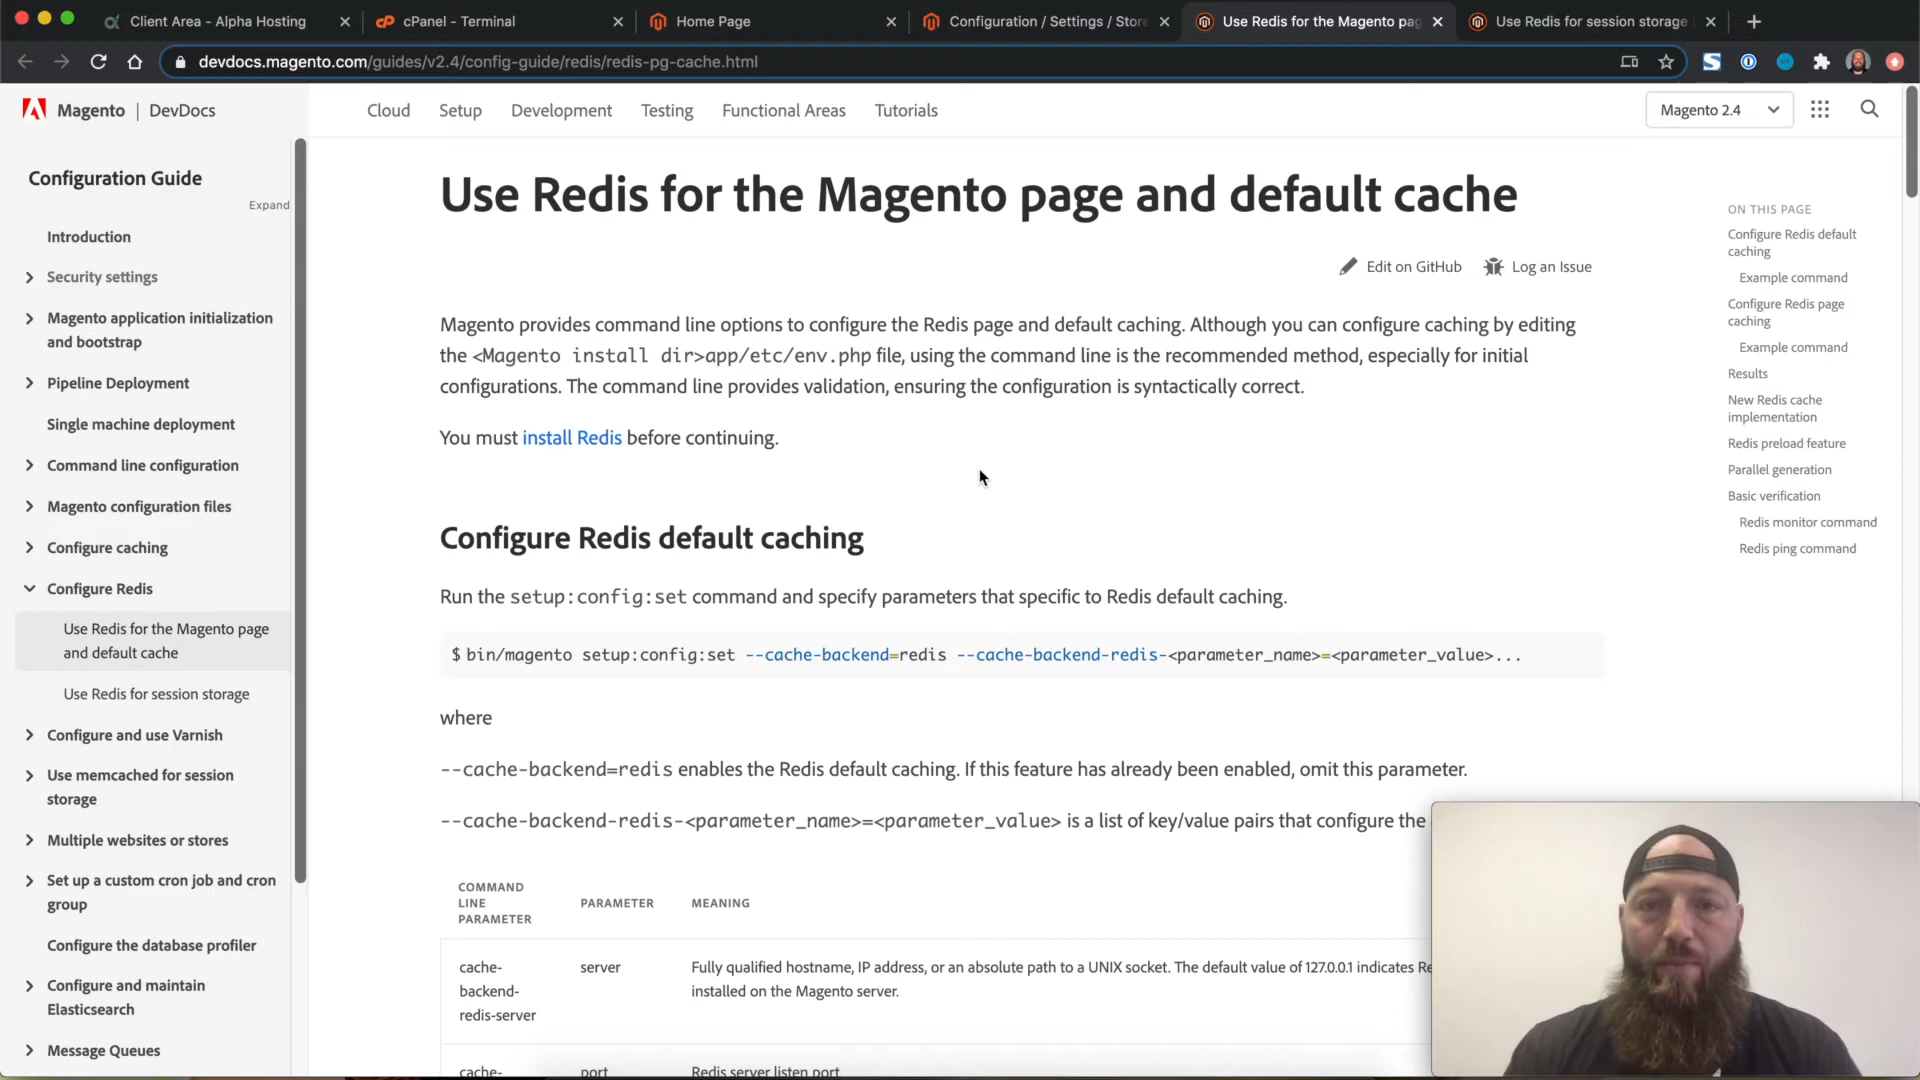 Client Area - Alpha Hosting
cPanel - Terminal
Home Page
Configuration / Settings / Store
Use Redis for the Magento pag
Use Redis for session storage
devdocs.magento.com/guides/v2.4/config-guide/redis/redis-pg-cache.html
Magento | DevDocs
Cloud
Setup
Development
Testing
Functional Areas
Tutorials
Magento 2.4
Configuration Guide
Expand
Introduction
Security settings
Magento application initialization
and bootstrap
Pipeline Deployment
Single machine deployment
Command line configuration
Magento configuration files
Configure caching
Configure Redis
Use Redis for the Magento page
and default cache
Use Redis for session storage
Configure and use Varnish
Use memcached for session
storage
Multiple websites or stores
Set up a custom cron job and cron
group
Configure the database profiler
Configure and maintain
Elasticsearch
Message Queues
Use Redis for the Magento page and default cache
Edit on GitHub
Log an Issue
Magento provides command line options to configure the Redis page and default caching. Although you can configure caching by editing
the <Magento install dir>app/etc/env.php file, using the command line is the recommended method, especially for initial
configurations. The command line provides validation, ensuring the configuration is syntactically correct.
You must install Redis before continuing.
Configure Redis default caching
Run the setup:config:set command and specify parameters that specific to Redis default caching.
$ bin/magento setup:config:set --cache-backend=redis --cache-backend-redis-<parameter_name>=<parameter_value>...
where
--cache-backend=redis enables the Redis default caching. If this feature has already been enabled, omit this parameter.
--cache-backend-redis-<parameter_name>=<parameter_value> is a list of key/value pairs that configure the
COMMAND
LINE
PARAMETER
PARAMETER
MEANING
cache-
backend-
redis-server
server
Fully qualified hostname, IP address, or an absolute path to a UNIX socket. The default value of 127.0.0.1 indicates Re
installed on the Magento server.
cache-
port
Redis server listen port
ON THIS PAGE
Configure Redis default
caching
Example command
Configure Redis page
caching
Example command
Results
New Redis cache
implementation
Redis preload feature
Parallel generation
Basic verification
Redis monitor command
Redis ping command